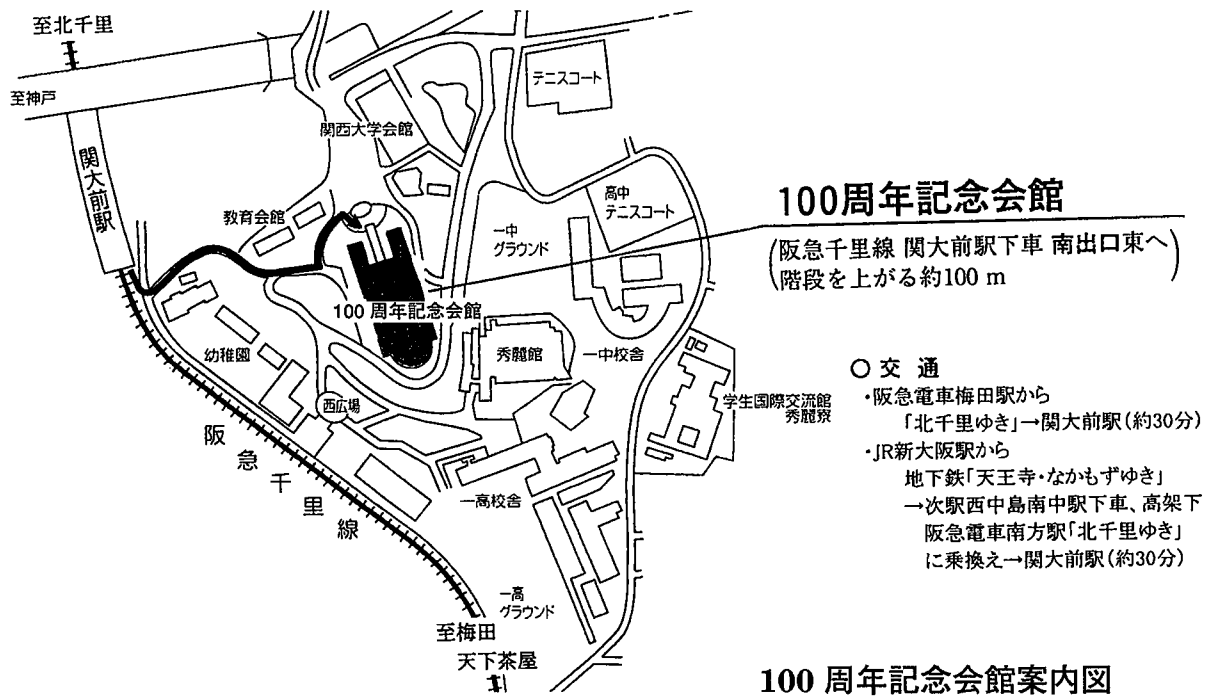 至北千里
至神戸
関大前駅
テニスコート
関西大学会館
教育会館
高中
テニスコート
一中
グラウンド
100周年記念会館
(阪急千里線 関大前駅下車 南出口東へ
階段を上がる約100 m)
100 周年記念会館
幼稚園
秀麗館
一中校舎
西広場
学生国際交流館
秀麗寮
阪急千里線
一高校舎
一高
グラウンド
至梅田
天下茶屋
○ 交 通
・阪急電車梅田駅から
「北千里ゆき」→関大前駅(約30分)
・JR新大阪駅から
地下鉄「天王寺・なかもずゆき」
→次駅西中島南中駅下車、高架下
阪急電車南方駅「北千里ゆき」
に乗換え→関大前駅(約30分)
100 周年記念会館案内図